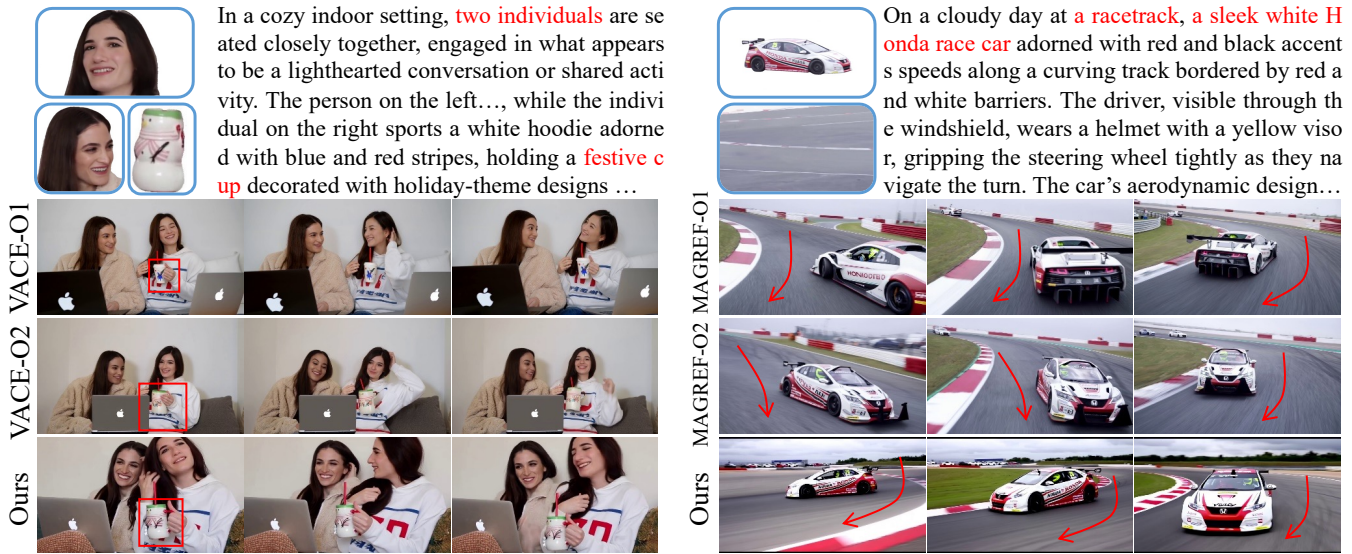 In a cozy indoor setting, two individuals are se
ated closely together, engaged in what appears
to be a lighthearted conversation or shared acti
vity. The person on the left…, while the indivi
dual on the right sports a white hoodie adorne
d with blue and red stripes, holding a festive c
up decorated with holiday-theme designs …
VACE-O1
VACE-O2
Ours
On a cloudy day at a racetrack, a sleek white H
onda race car adorned with red and black accent
s speeds along a curving track bordered by red a
nd white barriers. The driver, visible through th
e windshield, wears a helmet with a yellow viso
r, gripping the steering wheel tightly as they na
vigate the turn. The car’s aerodynamic design…
MAGREF-O1
MAGREF-O2
Ours